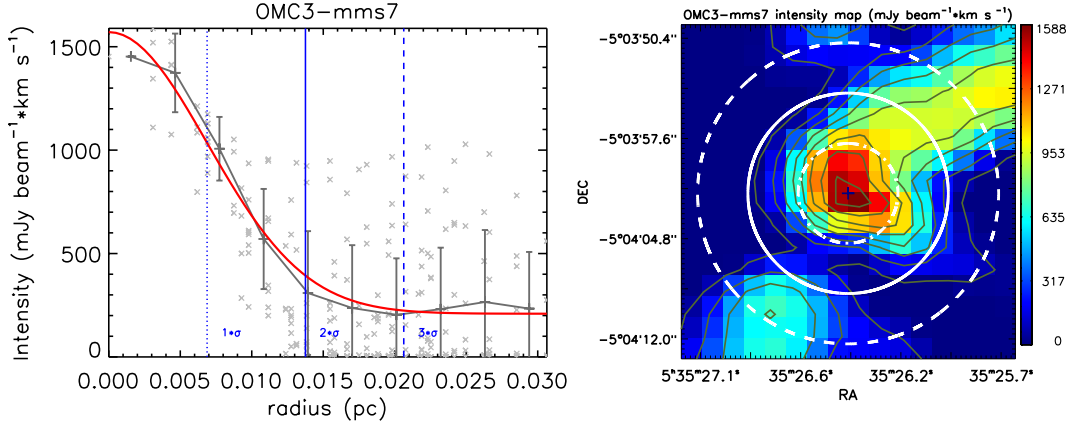 OMC3-mms7
Intensity (mJy beam⁻¹*km s⁻¹)
1500
1000
500
0
1*σ
2*σ
3*σ
0.000 0.005 0.010 0.015 0.020 0.025 0.030
radius (pc)
OMC3-mms7 intensity map (mJy beam⁻¹*km s⁻¹)
DEC
-5°03'50.4"
-5°03'57.6"
-5°04'04.8"
-5°04'12.0"
5ʰ35ᵐ27.1ˢ 35ᵐ26.6ˢ 35ᵐ26.2ˢ 35ᵐ25.7ˢ
RA
1588
1271
953
635
317
0